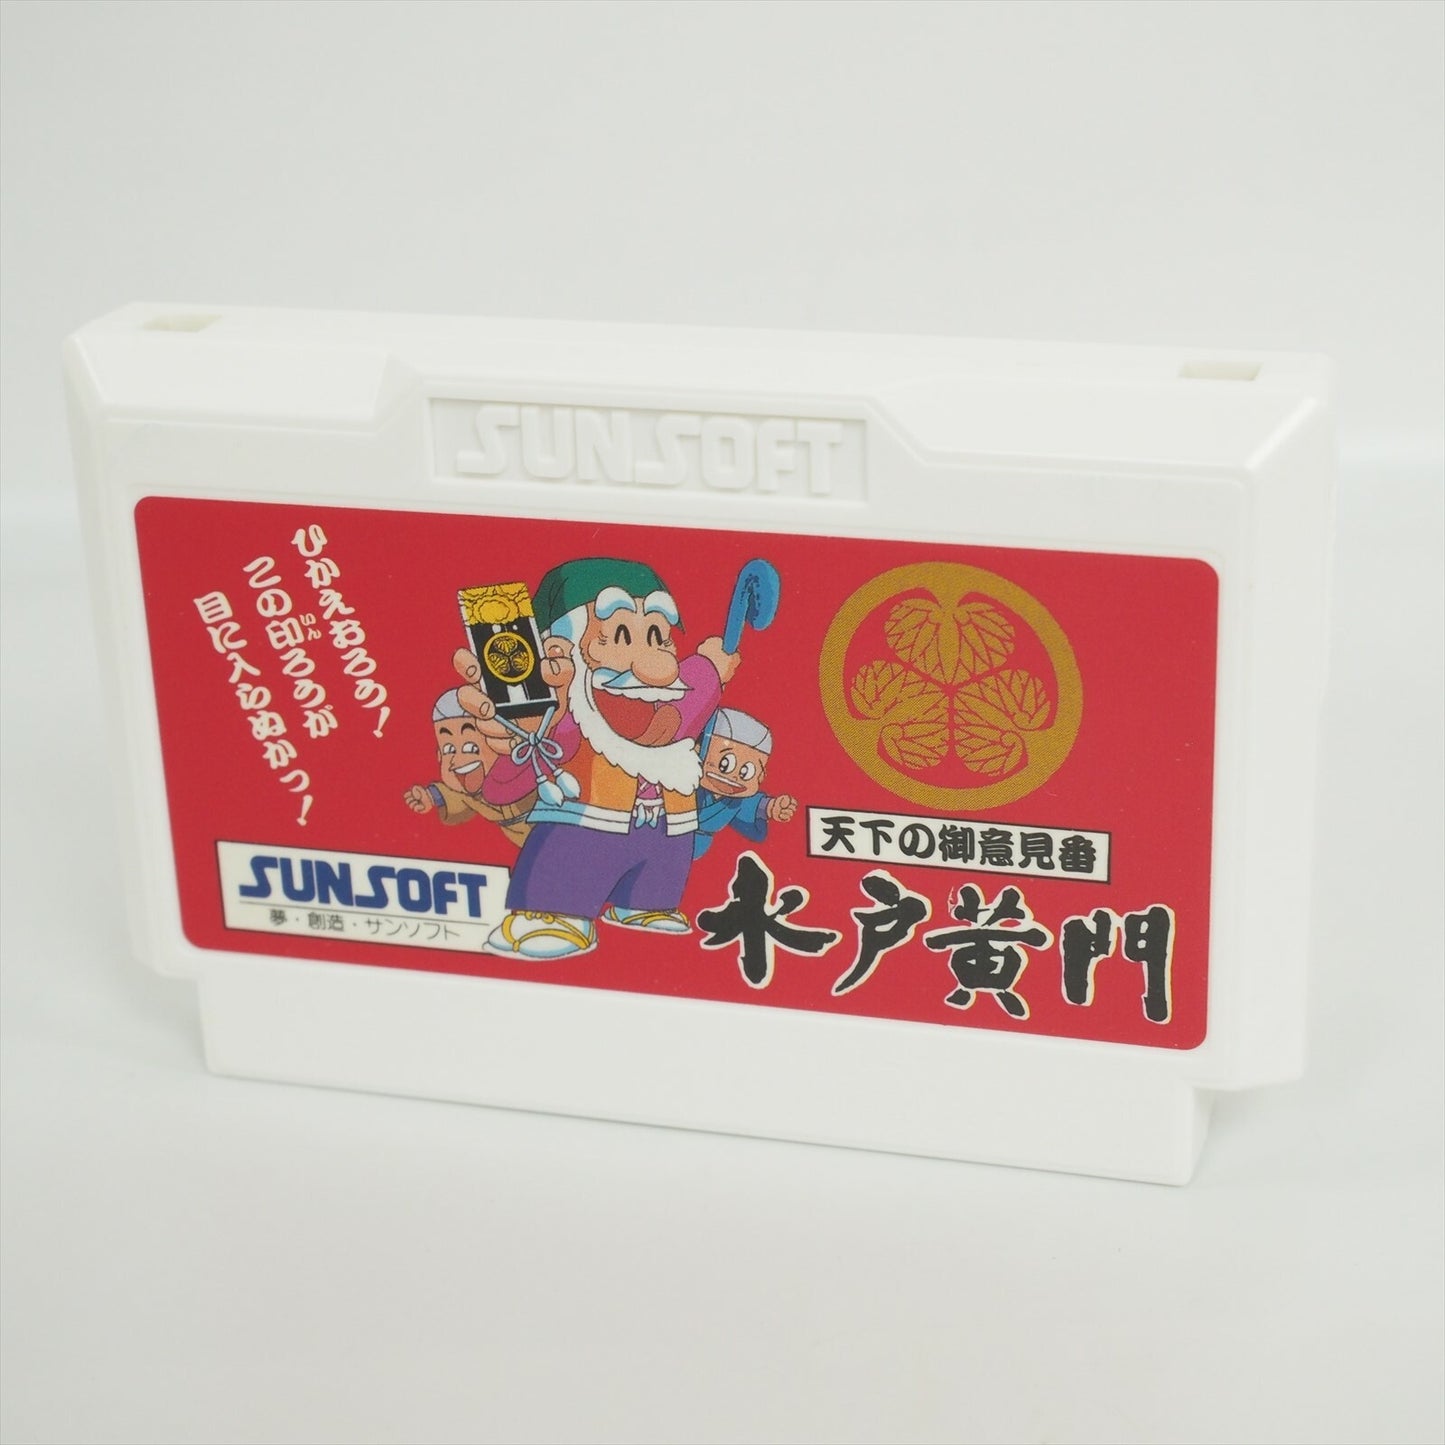 SUNSOFT
ひかえおろう!
この印ろうが
いん
目に入らぬかっ!
SUNSOFT
夢・創造・サンソフト
天下の御意見番
水戸黄門